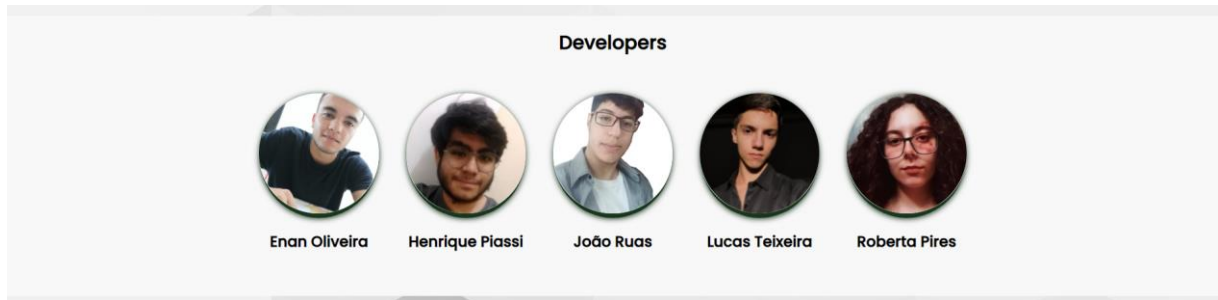 Developers
Enan Oliveira Henrique Piassi João Ruas Lucas Teixeira Roberta Pires